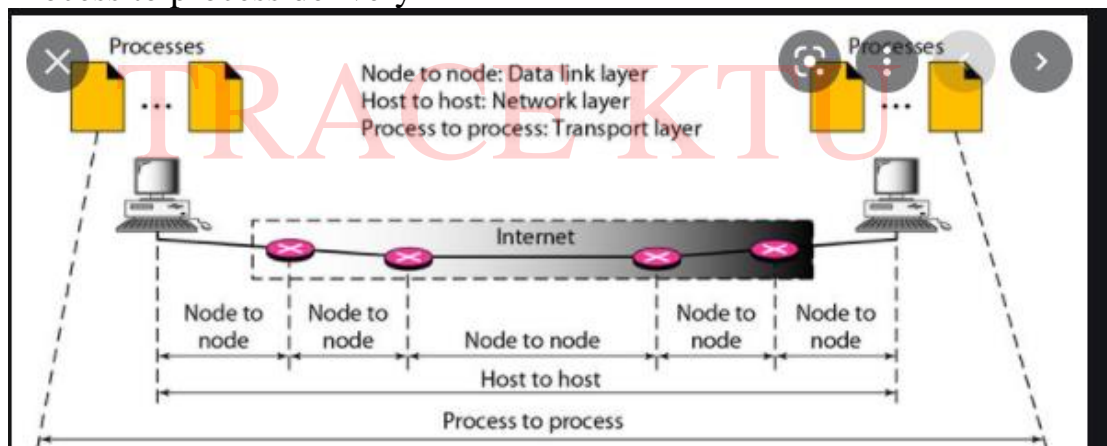 Processes
Processes
Node to node: Data link layer
Host to host: Network layer
Process to process: Transport layer
TRACE KTU
Internet
Node to node
Node to node
Node to node
Node to node
Node to node
Host to host
Process to process